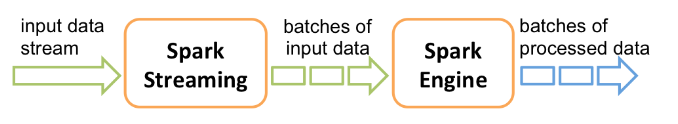 input data
stream
Spark
Streaming
batches of
input data
Spark
Engine
batches of
processed data